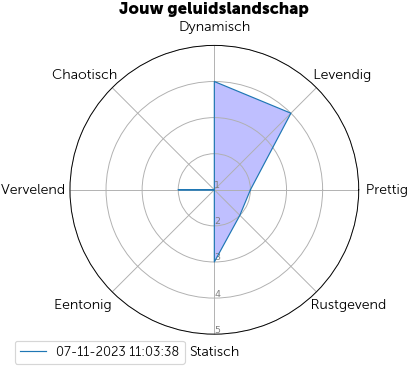 Jouw geluidslandschap
Dynamisch
Chaotisch
Levendig
Vervelend
1
Prettig
2
3
4
Eentonig
Rustgevend
5
07-11-2023 11:03:38
Statisch